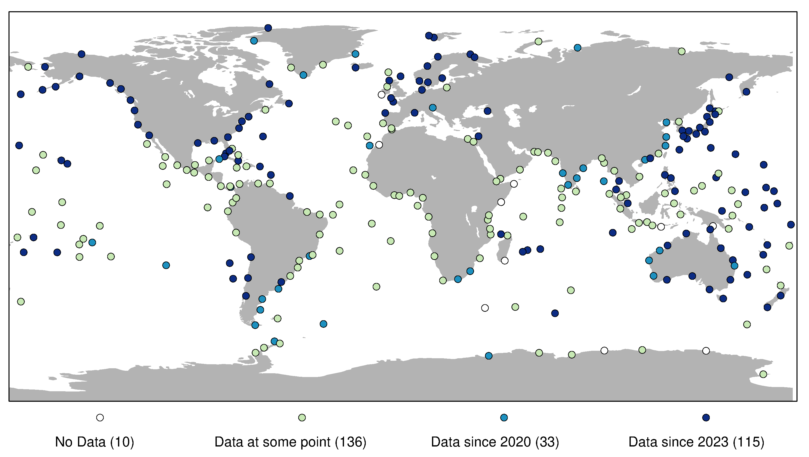 No Data (10) Data at some point (136) Data since 2020 (33) Data since 2023 (115)